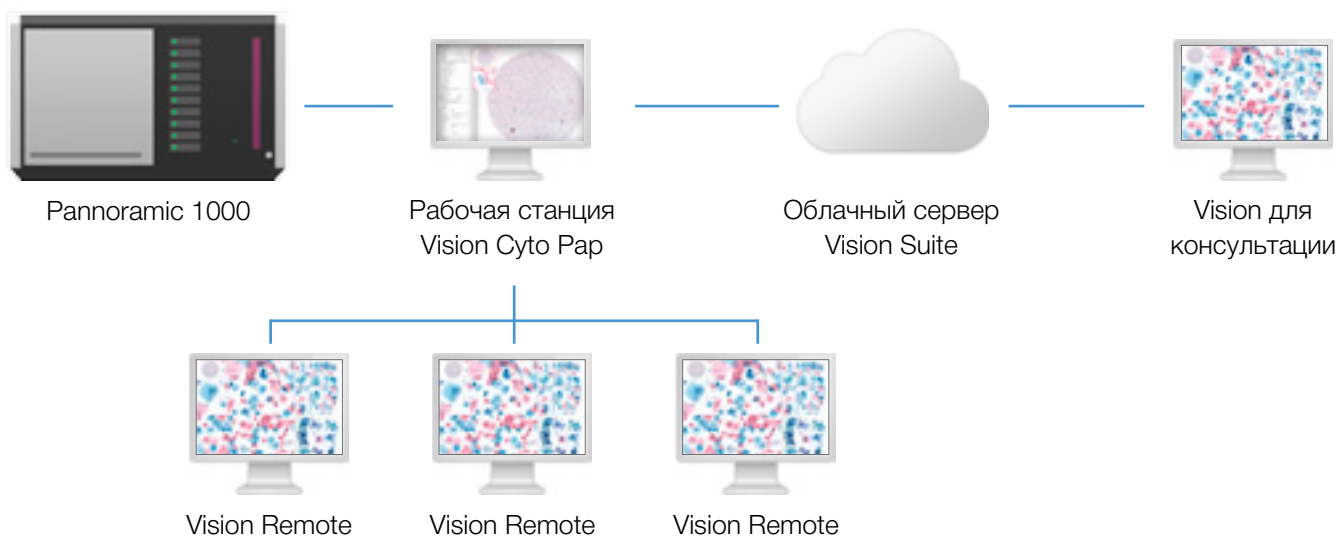 Pannoramic 1000
Рабочая станция
Vision Cyto Pap
Облачный сервер
Vision Suite
Vision для
консультации
Vision Remote
Vision Remote
Vision Remote